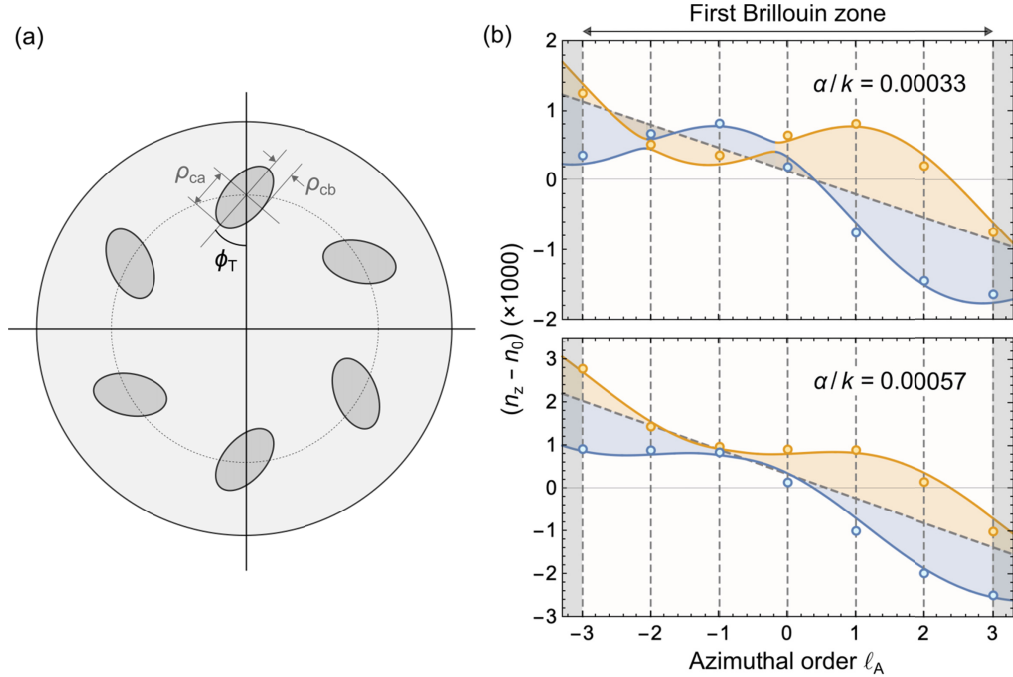 (a)
ρca
ρcb
ϕT
(b)
First Brillouin zone
α/k = 0.00033
2
1
0
−1
−2
(nz − n0) (×1000)
α/k = 0.00057
3
2
1
0
−1
−2
−3
−3 −2 −1 0 1 2 3
Azimuthal order ℓA